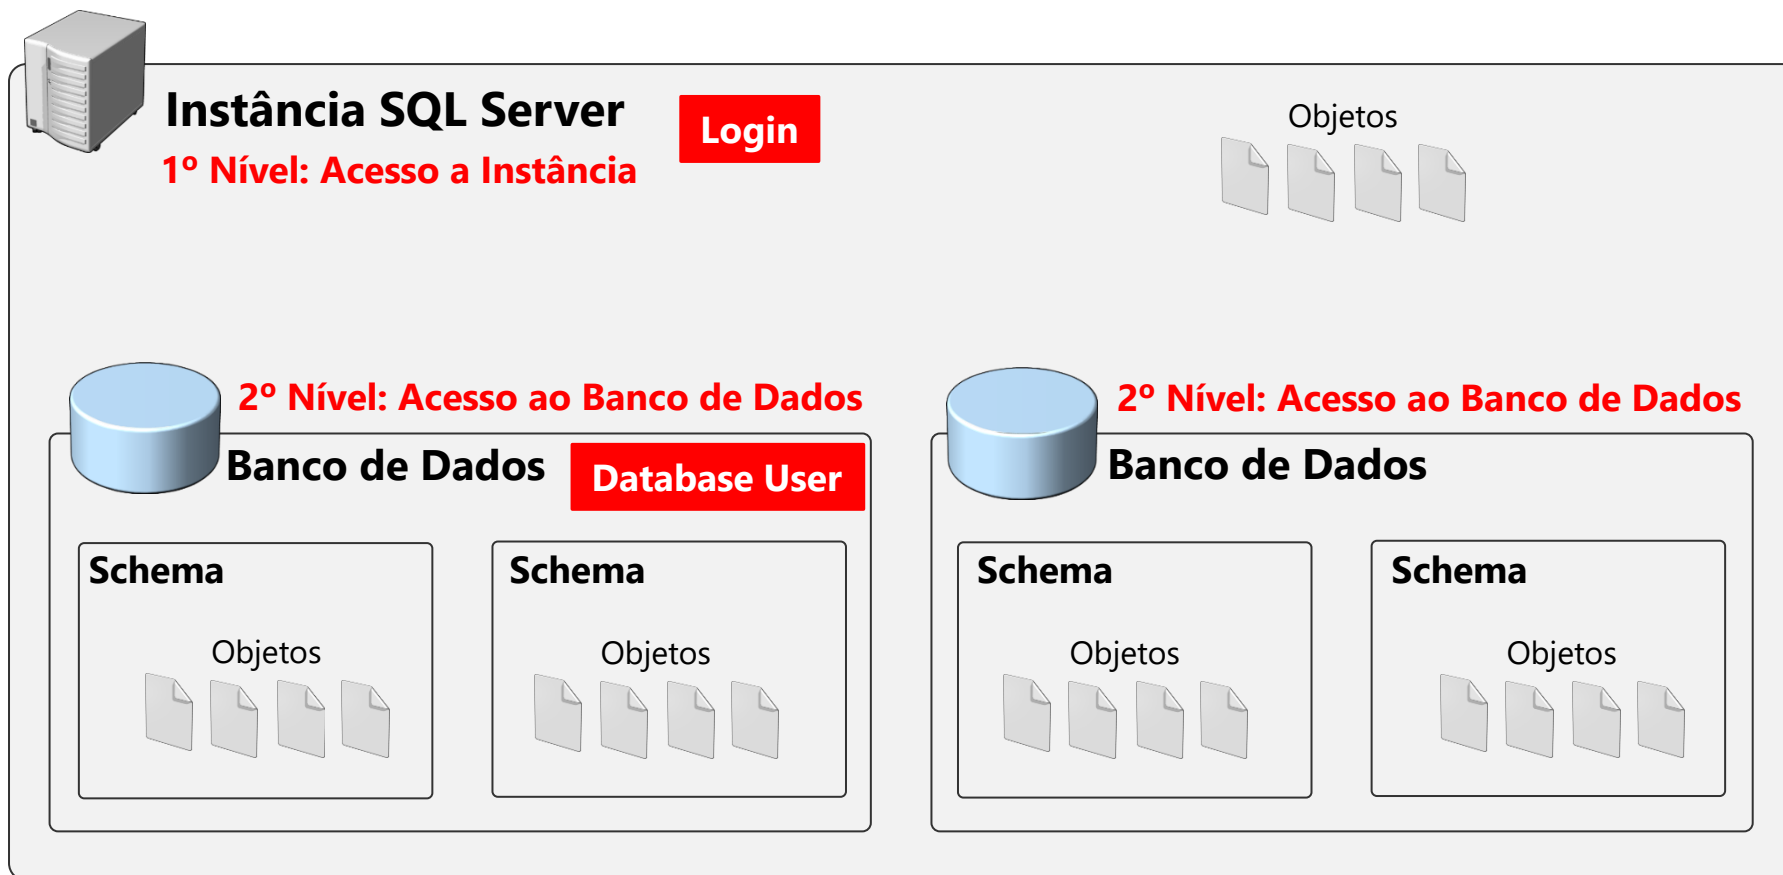 Instância SQL Server
Login
1º Nível: Acesso a Instância
Objetos
2º Nível: Acesso ao Banco de Dados
Banco de Dados
Database User
Schema
Objetos
Schema
Objetos
2º Nível: Acesso ao Banco de Dados
Banco de Dados
Schema
Objetos
Schema
Objetos